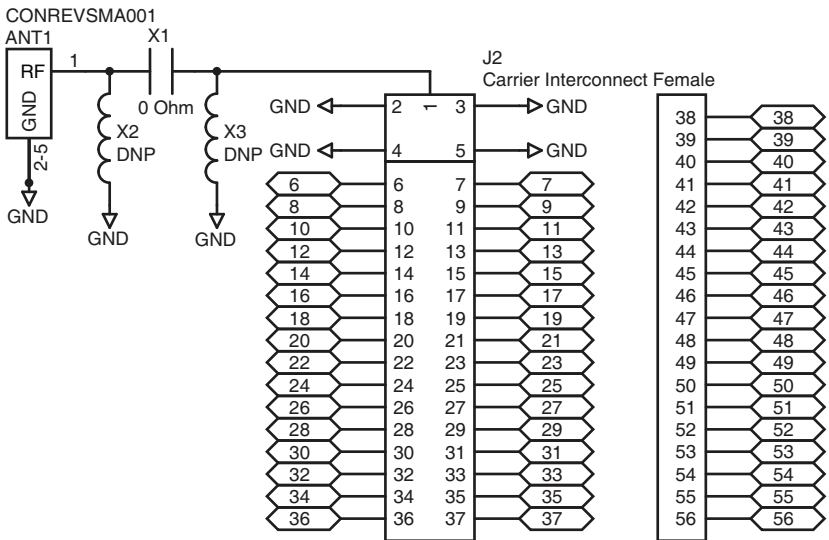 CONREVSMA001
ANT1
X1
RF
1
GND
2-5
GND
0 Ohm
X2
DNP
GND
X3
DNP
GND
J2
Carrier Interconnect Female
GND 2 1 3 GND
GND 4 5 GND
6 6 7 7
8 8 9 9
10 10 11 11
12 12 13 13
14 14 15 15
16 16 17 17
18 18 19 19
20 20 21 21
22 22 23 23
24 24 25 25
26 26 27 27
28 28 29 29
30 30 31 31
32 32 33 33
34 34 35 35
36 36 37 37
38 38
39 39
40 40
41 41
42 42
43 43
44 44
45 45
46 46
47 47
48 48
49 49
50 50
51 51
52 52
53 53
54 54
55 55
56 56